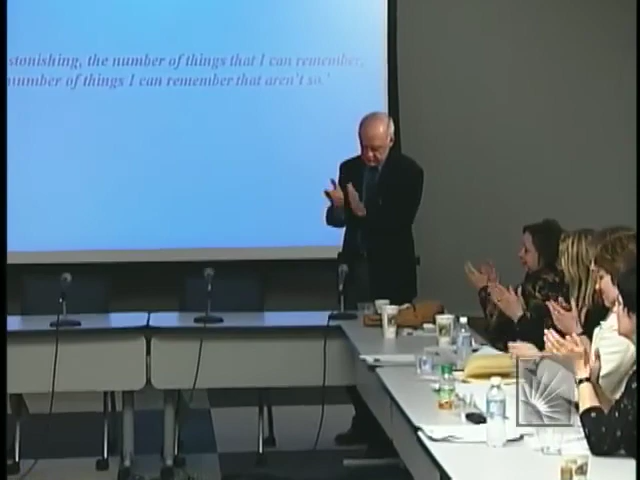 stonishing, the number of things that I can remember,
number of things I can remember that aren't so.'